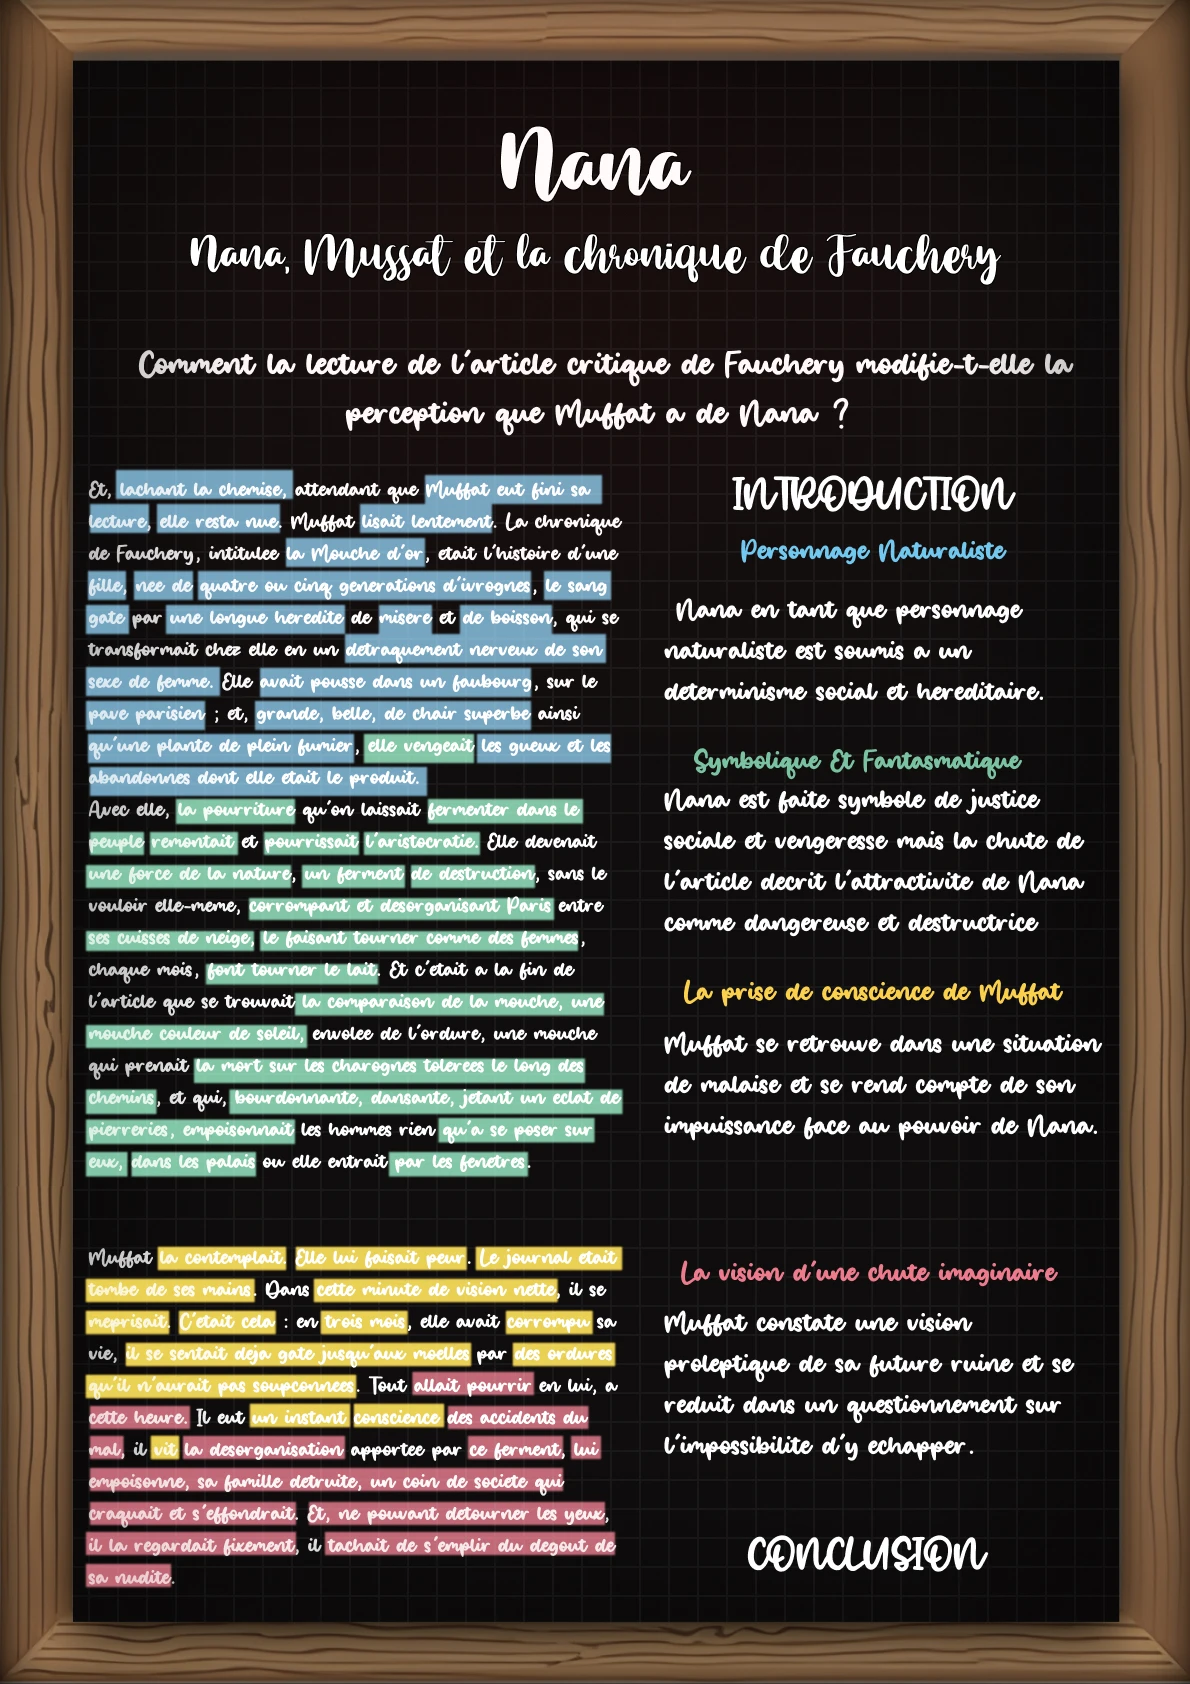 Nana
Nana, Mussat et la chronique de Fauchery
Comment la lecture de l'article critique de Fauchery modifie-t-elle la
perception que Muffat a de Nana ?
Et, lachant la chemise, attendant que Muffat eut fini sa
lecture, elle resta nue. Muffat lisait lentement. La chronique
de Fauchery, intitulee la Mouche d'or, etait l'histoire d'une
fille, nee de quatre ou cinq generations d'ivrognes, le sang
gate par une longue heredite de misere et de boisson, qui se
transformait chez elle en un detraquement nerveux de son
sexe de femme. Elle avait pousse dans un faubourg, sur le
pave parisien ; et, grande, belle, de chair superbe ainsi
qu'une plante de plein fumier, elle vengeait les gueux et les
abandonnes dont elle etait le produit.
Avec elle, la pourriture qu'on laissait fermenter dans le
peuple remontait et pourrissait l'aristocratie. Elle devenait
une force de la nature, un ferment de destruction, sans le
vouloir elle-meme, corrompant et desorganisant Paris entre
ses cuisses de neige, le faisant tourner comme des femmes,
chaque mois, font tourner le lait. Et c'etait a la fin de
l'article que se trouvait la comparaison de la mouche, une
mouche couleur de soleil, envolee de l'ordure, une mouche
qui prenait la mort sur les charognes tolerees le long des
chemins, et qui, bourdonnante, dansante, jetant un eclat de
pierreries, empoisonnait les hommes rien qu'a se poser sur
eux, dans les palais ou elle entrait par les fenetres.
Muffat la contemplait. Elle lui faisait peur. Le journal etait
tombe de ses mains. Dans cette minute de vision nette, il se
meprisait. C'etait cela : en trois mois, elle avait corrompu sa
vie, il se sentait deja gate jusqu'aux moelles par des ordures
qu'il n'aurait pas soupconnees. Tout allait pourrir en lui, a
cette heure. Il eut un instant conscience des accidents du
mal, il vit la desorganisation apportee par ce ferment, lui
empoisonne, sa famille detruite, un coin de societe qui
craquait et s'effondrait. Et, ne pouvant detourner les yeux,
il la regardait fixement, il tachait de s'emplir du degout de
sa nudite.
INTRODUCTION
Personnage Naturaliste
Nana en tant que personnage
naturaliste est soumis a un
determinisme social et hereditaire.
Symbolique Et Fantasmatique
Nana est faite symbole de justice
sociale et vengeresse mais la chute de
l'article decrit l'attractivite de Nana
comme dangereuse et destructrice
La prise de conscience de Muffat
Muffat se retrouve dans une situation
de malaise et se rend compte de son
impuissance face au pouvoir de Nana.
La vision d'une chute imaginaire
Muffat constate une vision
proleptique de sa future ruine et se
reduit dans un questionnement sur
l'impossibilite d'y echapper.
CONCLUSION